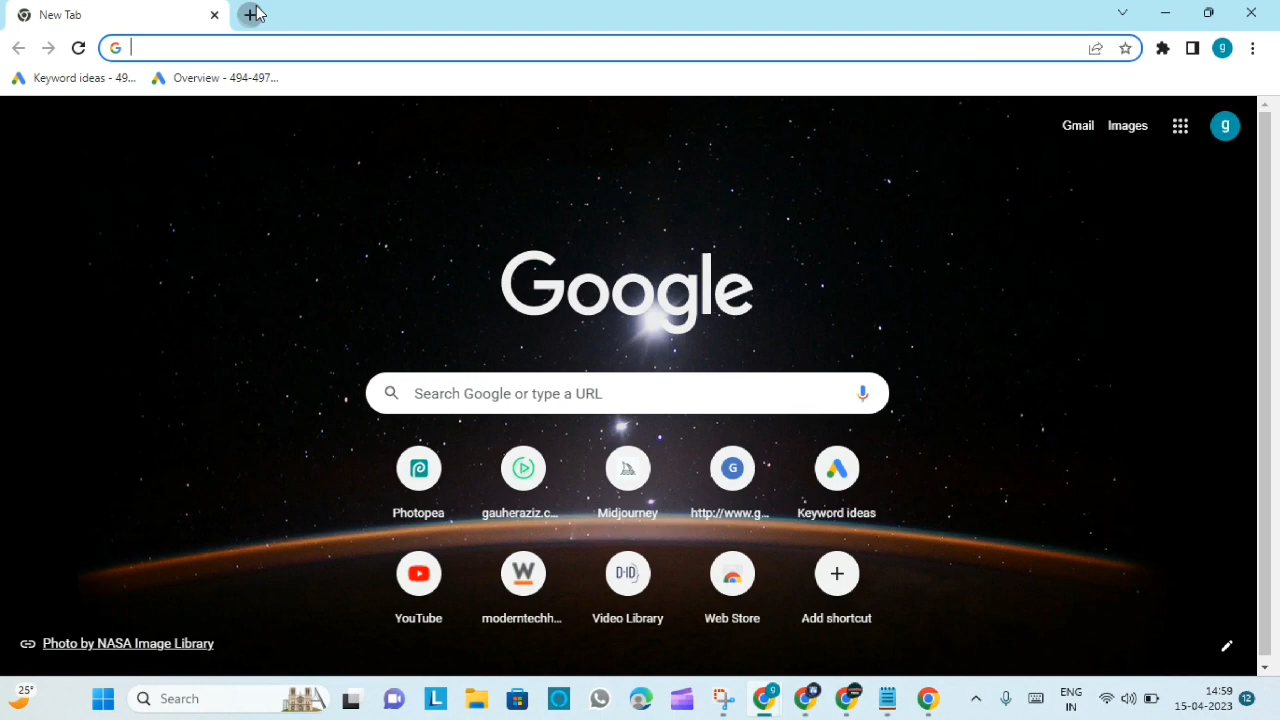 New Tab
Keyword ideas - 49...
Overview - 494-497...
Gmail
Images
g
Google
Search Google or type a URL
Photopea
gauheraziz.c...
Midjourney
G
http://www.g...
Keyword ideas
YouTube
W
moderntechh...
D-ID
Video Library
Web Store
Add shortcut
Photo by NASA Image Library
25°
Search
ENG
IN
14:59
15-04-2023
12